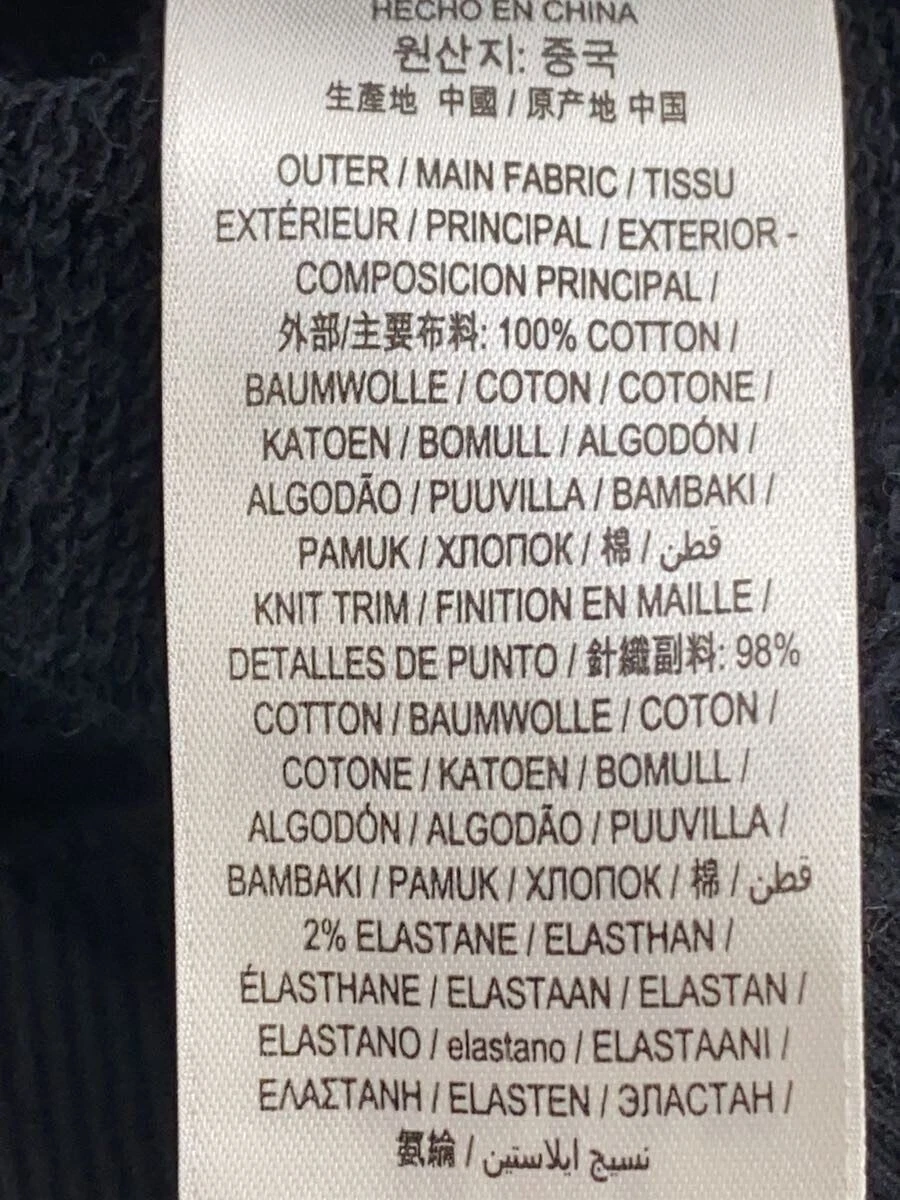 HECHO EN CHINA
원산지: 중국
生產地 中國 / 原产地 中国
OUTER / MAIN FABRIC / TISSU
EXTÉRIEUR / PRINCIPAL / EXTERIOR -
COMPOSICION PRINCIPAL /
外部/主要布料: 100% COTTON /
BAUMWOLLE / COTON / COTONE /
KATOEN / BOMULL / ALGODÓN /
ALGODÃO / PUUVILLA / BAMBAKI /
PAMUK / ХЛОПОК / 棉 / قطن
KNIT TRIM / FINITION EN MAILLE /
DETALLES DE PUNTO / 針織副料: 98%
COTTON / BAUMWOLLE / COTON /
COTONE / KATOEN / BOMULL /
ALGODÓN / ALGODÃO / PUUVILLA /
BAMBAKI / PAMUK / ХЛОПОК / 棉 / قطن
2% ELASTANE / ELASTHAN /
ÉLASTHANE / ELASTAAN / ELASTAN /
ELASTANO / elastano / ELASTAANI /
ΕΛΑΣΤΑΝΗ / ELASTEN / ЭЛАСТАН /
氨綸 / نسيج ايلاستين